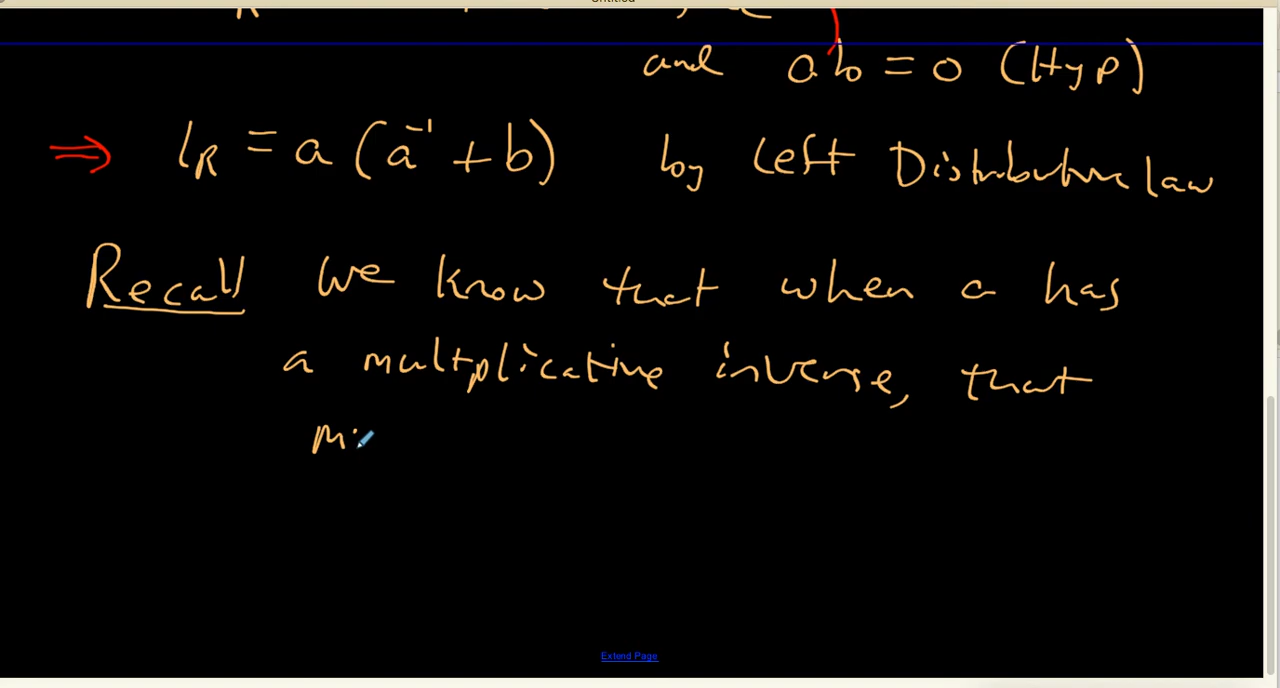 and ab = 0 (Hyp)
⇒ 1R = a (a⁻¹ + b) by Left Distributive law
Recall We know that when a has
a multiplicative inverse, that
Extend Page